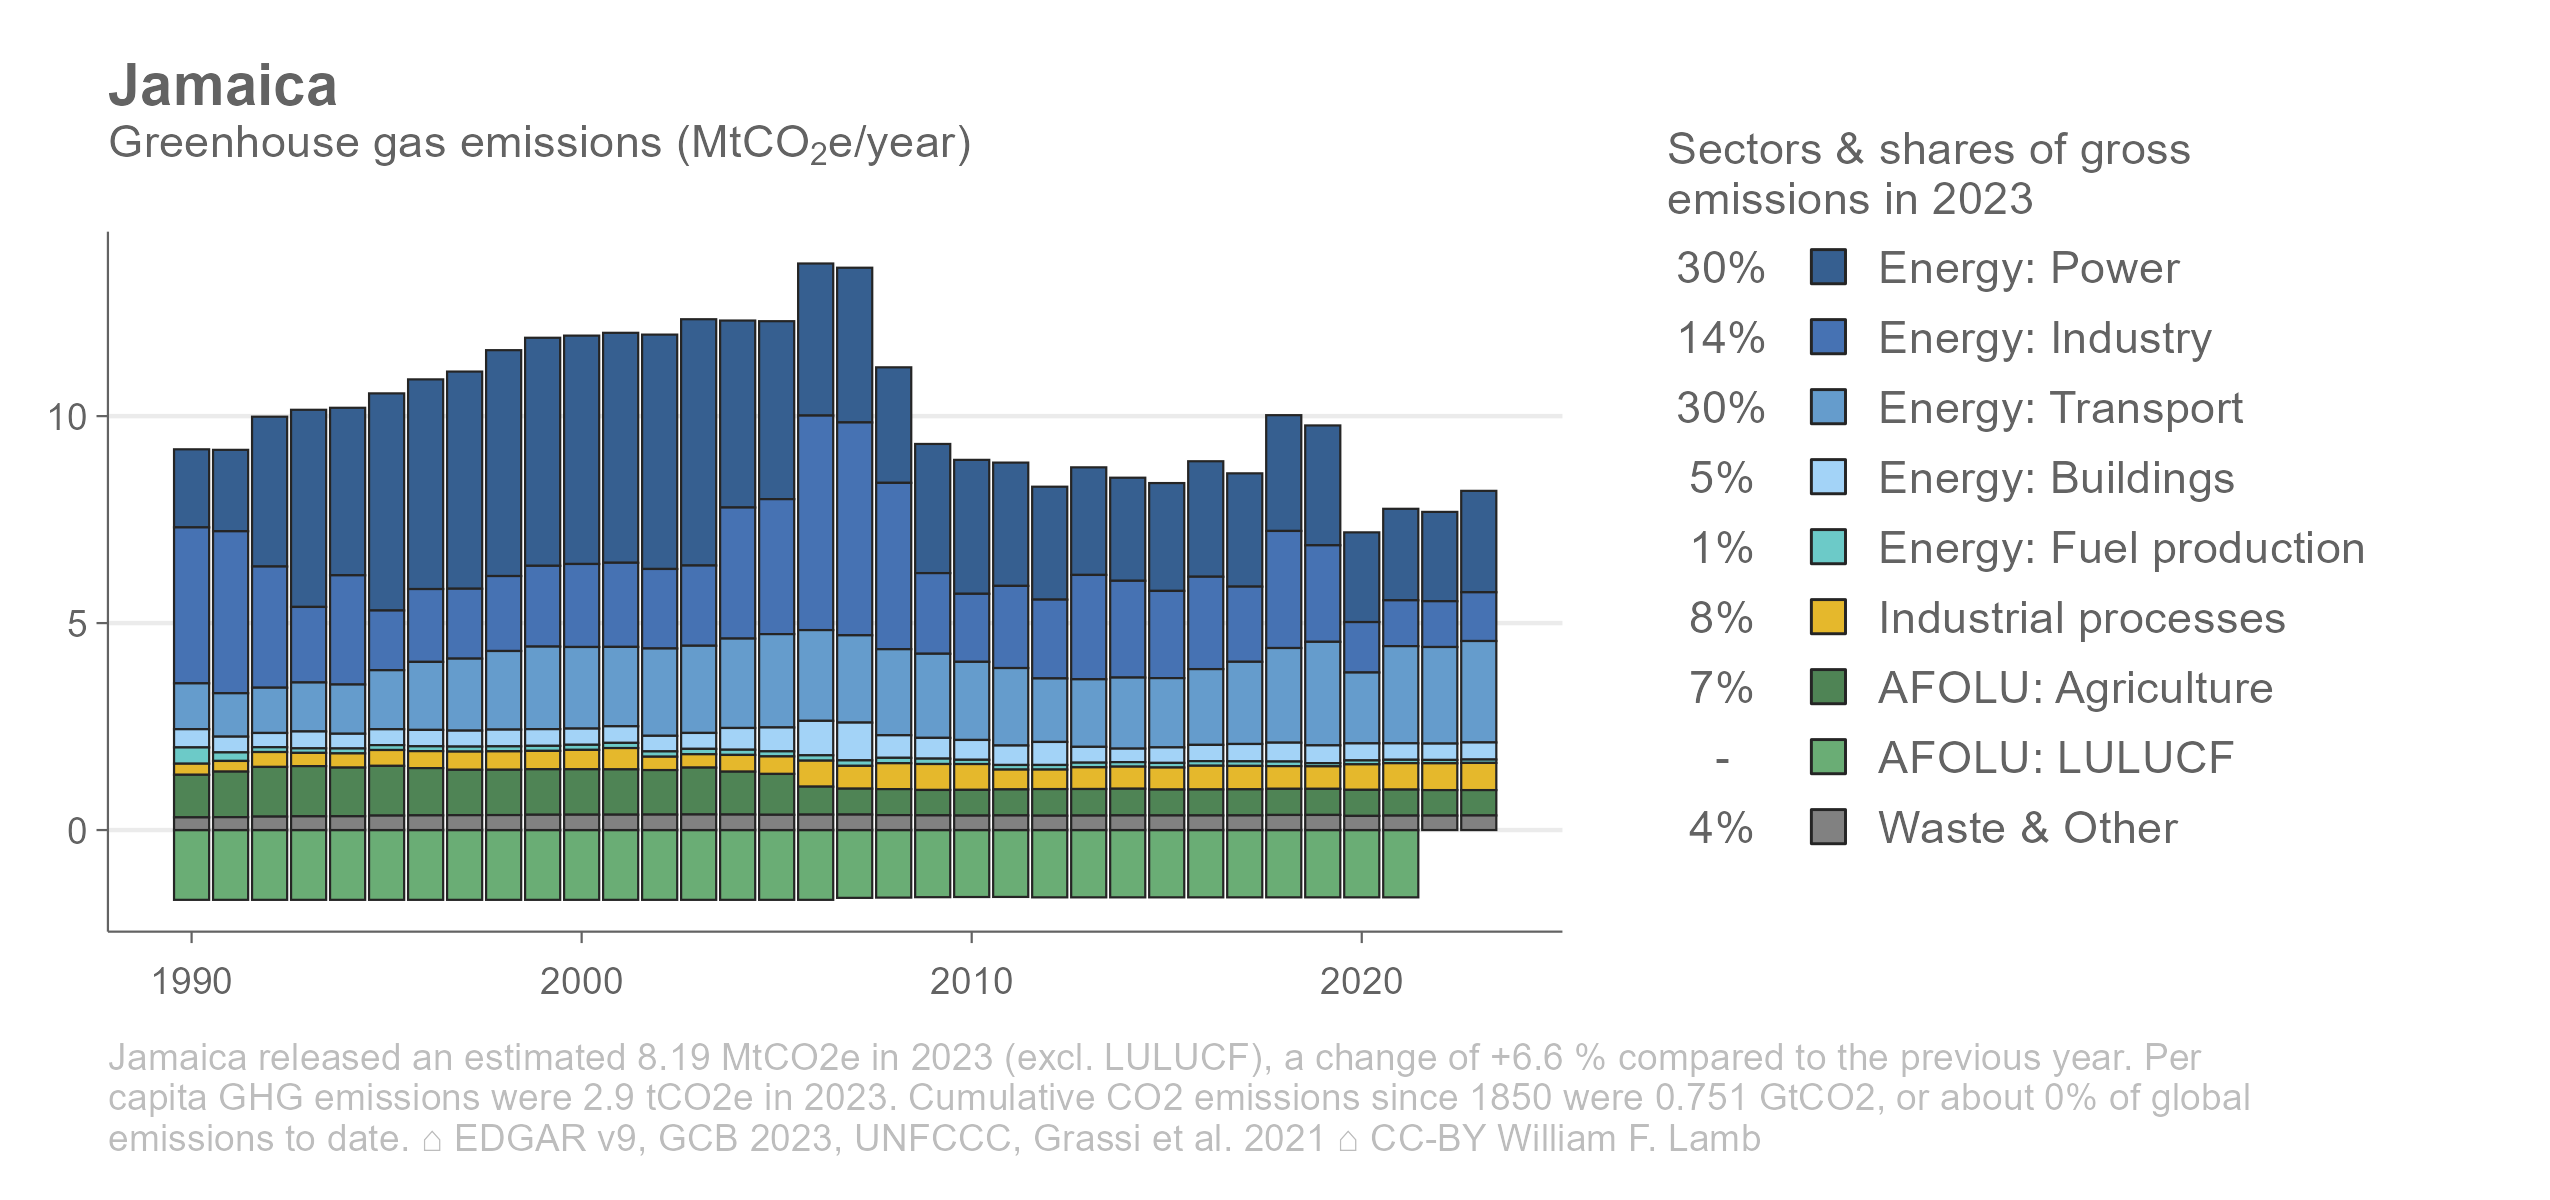 Jamaica
Greenhouse gas emissions (MtCO₂e/year)
Sectors & shares of gross
emissions in 2023
30% Energy: Power
14% Energy: Industry
30% Energy: Transport
5% Energy: Buildings
1% Energy: Fuel production
8% Industrial processes
7% AFOLU: Agriculture
- AFOLU: LULUCF
4% Waste & Other
10
5
0
1990 2000 2010 2020
Jamaica released an estimated 8.19 MtCO2e in 2023 (excl. LULUCF), a change of +6.6 % compared to the previous year. Per
capita GHG emissions were 2.9 tCO2e in 2023. Cumulative CO2 emissions since 1850 were 0.751 GtCO2, or about 0% of global
emissions to date. ⌂ EDGAR v9, GCB 2023, UNFCCC, Grassi et al. 2021 ⌂ CC-BY William F. Lamb